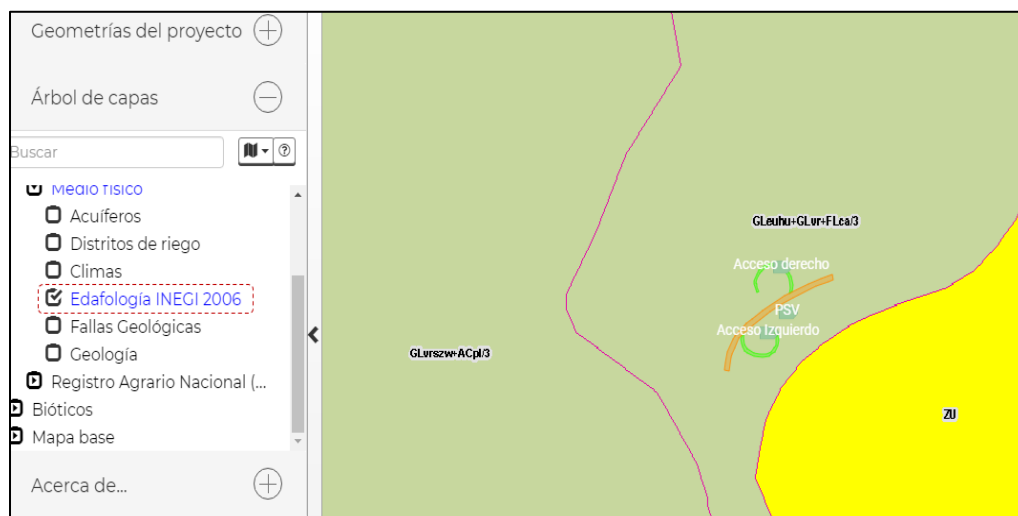 Geometrías del proyecto
Árbol de capas
Buscar
Medio físico
Acuíferos
Distritos de riego
Climas
Edafología INEGI 2006
Fallas Geológicas
Geología
Registro Agrario Nacional (...
Bióticos
Mapa base
Acerca de...
GLeuhu+GLvr+FLca/3
Acceso derecho
PSV
Acceso Izquierdo
GLvrszw+ACpl/3
ZU